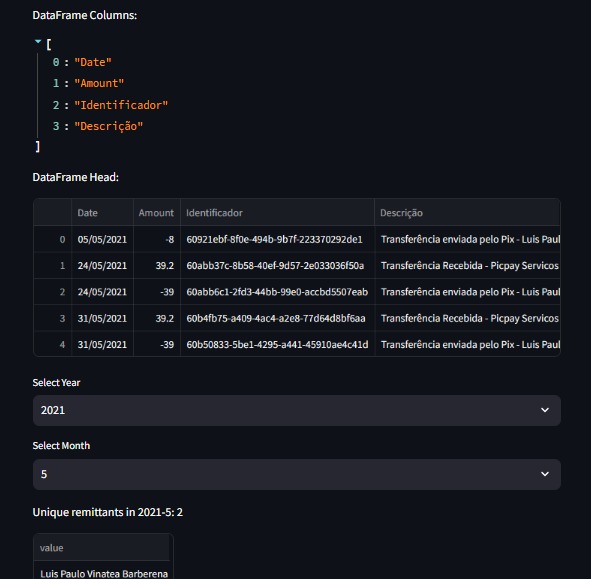 DataFrame Columns:
[
0 : "Date"
1 : "Amount"
2 : "Identificador"
3 : "Descrição"
]
DataFrame Head:
Date Amount Identificador Descrição
0 05/05/2021 -8 60921ebf-8f0e-494b-9b7f-223370292de1 Transferência enviada pelo Pix - Luis Paul
1 24/05/2021 39.2 60abb37c-8b58-40ef-9d57-2e033036f50a Transferência Recebida - Picpay Servicos
2 24/05/2021 -39 60abb6c1-2fd3-44bb-99e0-accbd5507eab Transferência enviada pelo Pix - Luis Paul
3 31/05/2021 39.2 60b4fb75-a409-4ac4-a2e8-77d64d8bf6aa Transferência Recebida - Picpay Servicos
4 31/05/2021 -39 60b50833-5be1-4295-a441-45910ae4c41d Transferência enviada pelo Pix - Luis Paul
Select Year
2021
Select Month
5
Unique remittants in 2021-5: 2
value
Luis Paulo Vinatea Barberena